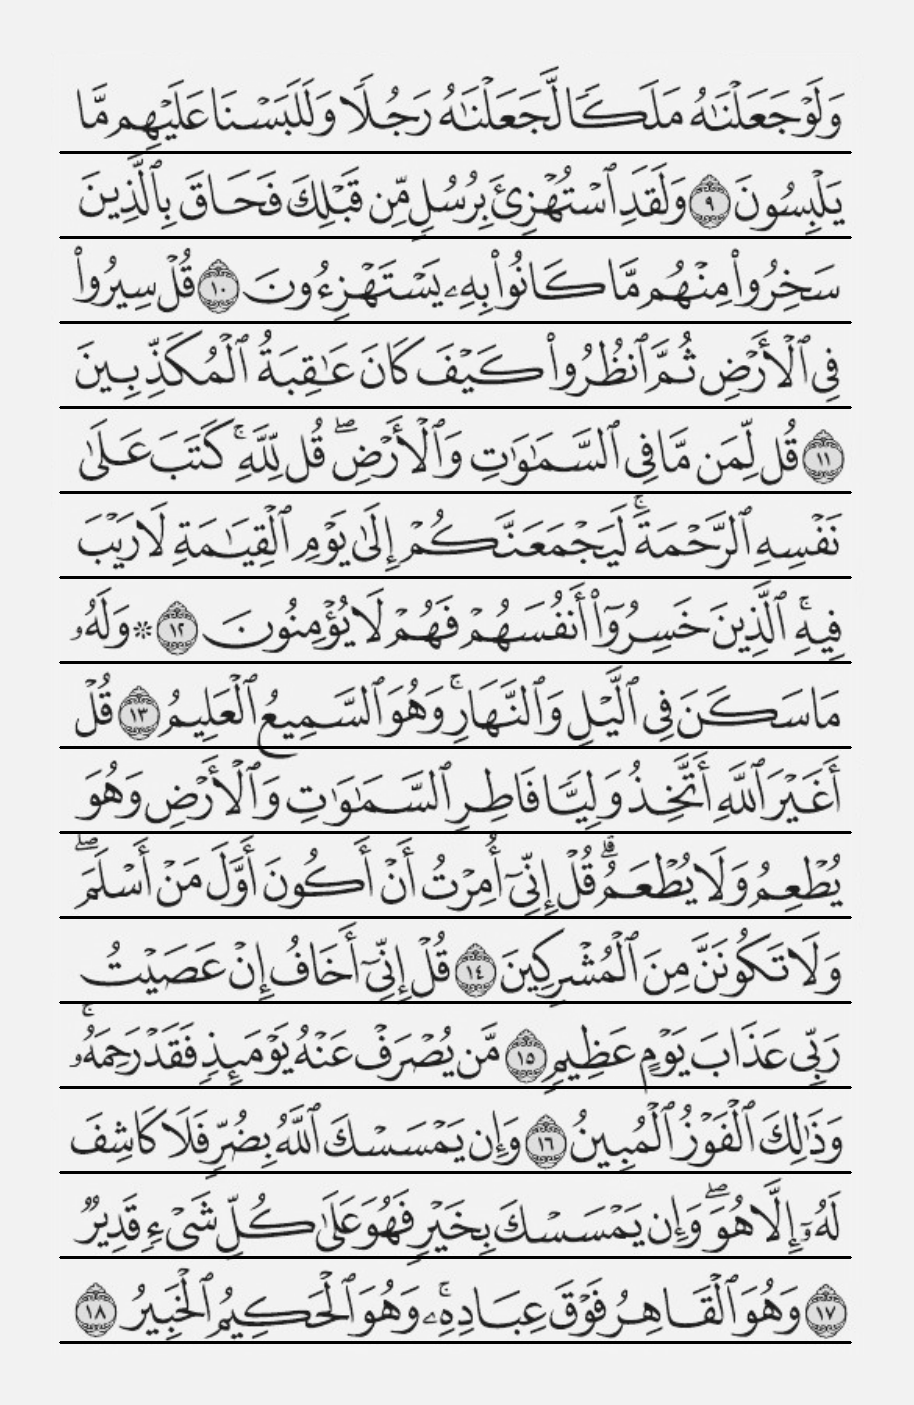 وَلَوْ جَعَلْنَٰهُ مَلَكًا لَّجَعَلْنَٰهُ رَجُلًا وَلَلَبَسْنَا عَلَيْهِم مَّا
يَلْبِسُونَ ٩ وَلَقَدِ ٱسْتُهْزِئَ بِرُسُلٍ مِّن قَبْلِكَ فَحَاقَ بِٱلَّذِينَ
سَخِرُوا۟ مِنْهُم مَّا كَانُوا۟ بِهِۦ يَسْتَهْزِءُونَ ١٠ قُلْ سِيرُوا۟
فِى ٱلْأَرْضِ ثُمَّ ٱنظُرُوا۟ كَيْفَ كَانَ عَٰقِبَةُ ٱلْمُكَذِّبِينَ
١١ قُل لِّمَن مَّا فِى ٱلسَّمَٰوَٰتِ وَٱلْأَرْضِ ۖ قُل لِّلَّهِ ۚ كَتَبَ عَلَىٰ
نَفْسِهِ ٱلرَّحْمَةَ ۚ لَيَجْمَعَنَّكُمْ إِلَىٰ يَوْمِ ٱلْقِيَٰمَةِ لَا رَيْبَ
فِيهِ ۚ ٱلَّذِينَ خَسِرُوٓا۟ أَنفُسَهُمْ فَهُمْ لَا يُؤْمِنُونَ ١٢ ۞ وَلَهُۥ
مَا سَكَنَ فِى ٱلَّيْلِ وَٱلنَّهَارِ ۚ وَهُوَ ٱلسَّمِيعُ ٱلْعَلِيمُ ١٣ قُلْ
أَغَيْرَ ٱللَّهِ أَتَّخِذُ وَلِيًّا فَاطِرِ ٱلسَّمَٰوَٰتِ وَٱلْأَرْضِ وَهُوَ
يُطْعِمُ وَلَا يُطْعَمُ ۗ قُلْ إِنِّىٓ أُمِرْتُ أَنْ أَكُونَ أَوَّلَ مَنْ أَسْلَمَ ۖ
وَلَا تَكُونَنَّ مِنَ ٱلْمُشْرِكِينَ ١٤ قُلْ إِنِّىٓ أَخَافُ إِنْ عَصَيْتُ
رَبِّى عَذَابَ يَوْمٍ عَظِيمٍ ١٥ مَّن يُصْرَفْ عَنْهُ يَوْمَئِذٍ فَقَدْ رَحِمَهُۥ ۚ
وَذَٰلِكَ ٱلْفَوْزُ ٱلْمُبِينُ ١٦ وَإِن يَمْسَسْكَ ٱللَّهُ بِضُرٍّ فَلَا كَاشِفَ
لَهُۥٓ إِلَّا هُوَ ۖ وَإِن يَمْسَسْكَ بِخَيْرٍ فَهُوَ عَلَىٰ كُلِّ شَىْءٍ قَدِيرٌ
١٧ وَهُوَ ٱلْقَاهِرُ فَوْقَ عِبَادِهِۦ ۚ وَهُوَ ٱلْحَكِيمُ ٱلْخَبِيرُ ١٨